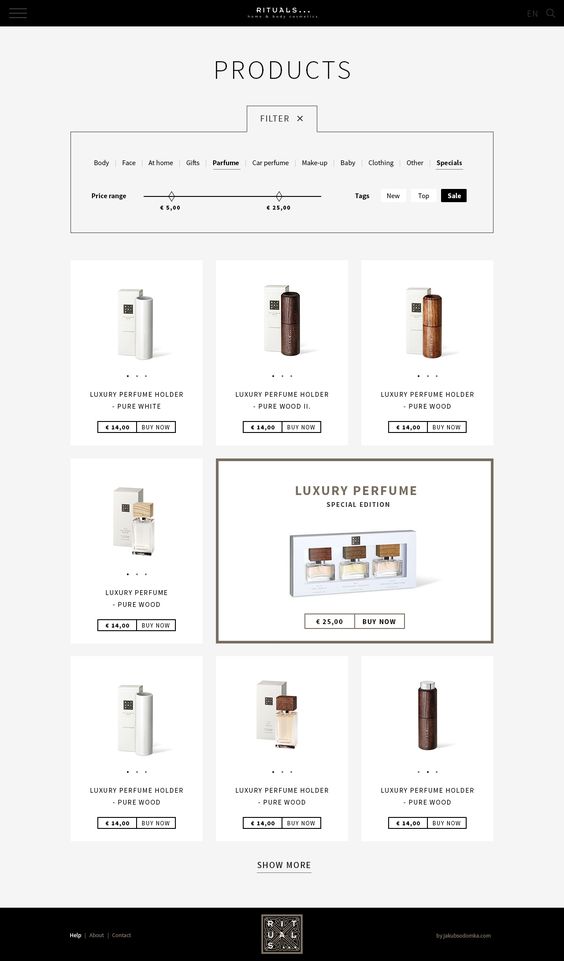 RITUALS...
home & body cosmetics
EN
PRODUCTS
FILTER ✕
Body | Face | At home | Gifts | Parfume | Car perfume | Make-up | Baby | Clothing | Other | Specials
Price range
€ 5,00
€ 25,00
Tags New Top Sale
LUXURY PERFUME HOLDER
- PURE WHITE
€ 14,00 BUY NOW
LUXURY PERFUME HOLDER
- PURE WOOD II.
€ 14,00 BUY NOW
LUXURY PERFUME HOLDER
- PURE WOOD
€ 14,00 BUY NOW
LUXURY PERFUME
- PURE WOOD
€ 14,00 BUY NOW
LUXURY PERFUME
SPECIAL EDITION
€ 25,00 BUY NOW
LUXURY PERFUME HOLDER
- PURE WOOD
€ 14,00 BUY NOW
LUXURY PERFUME HOLDER
- PURE WOOD
€ 14,00 BUY NOW
LUXURY PERFUME HOLDER
- PURE WOOD
€ 14,00 BUY NOW
SHOW MORE
Help | About | Contact
RIT
UAL
S ...
by jakubsodomka.com